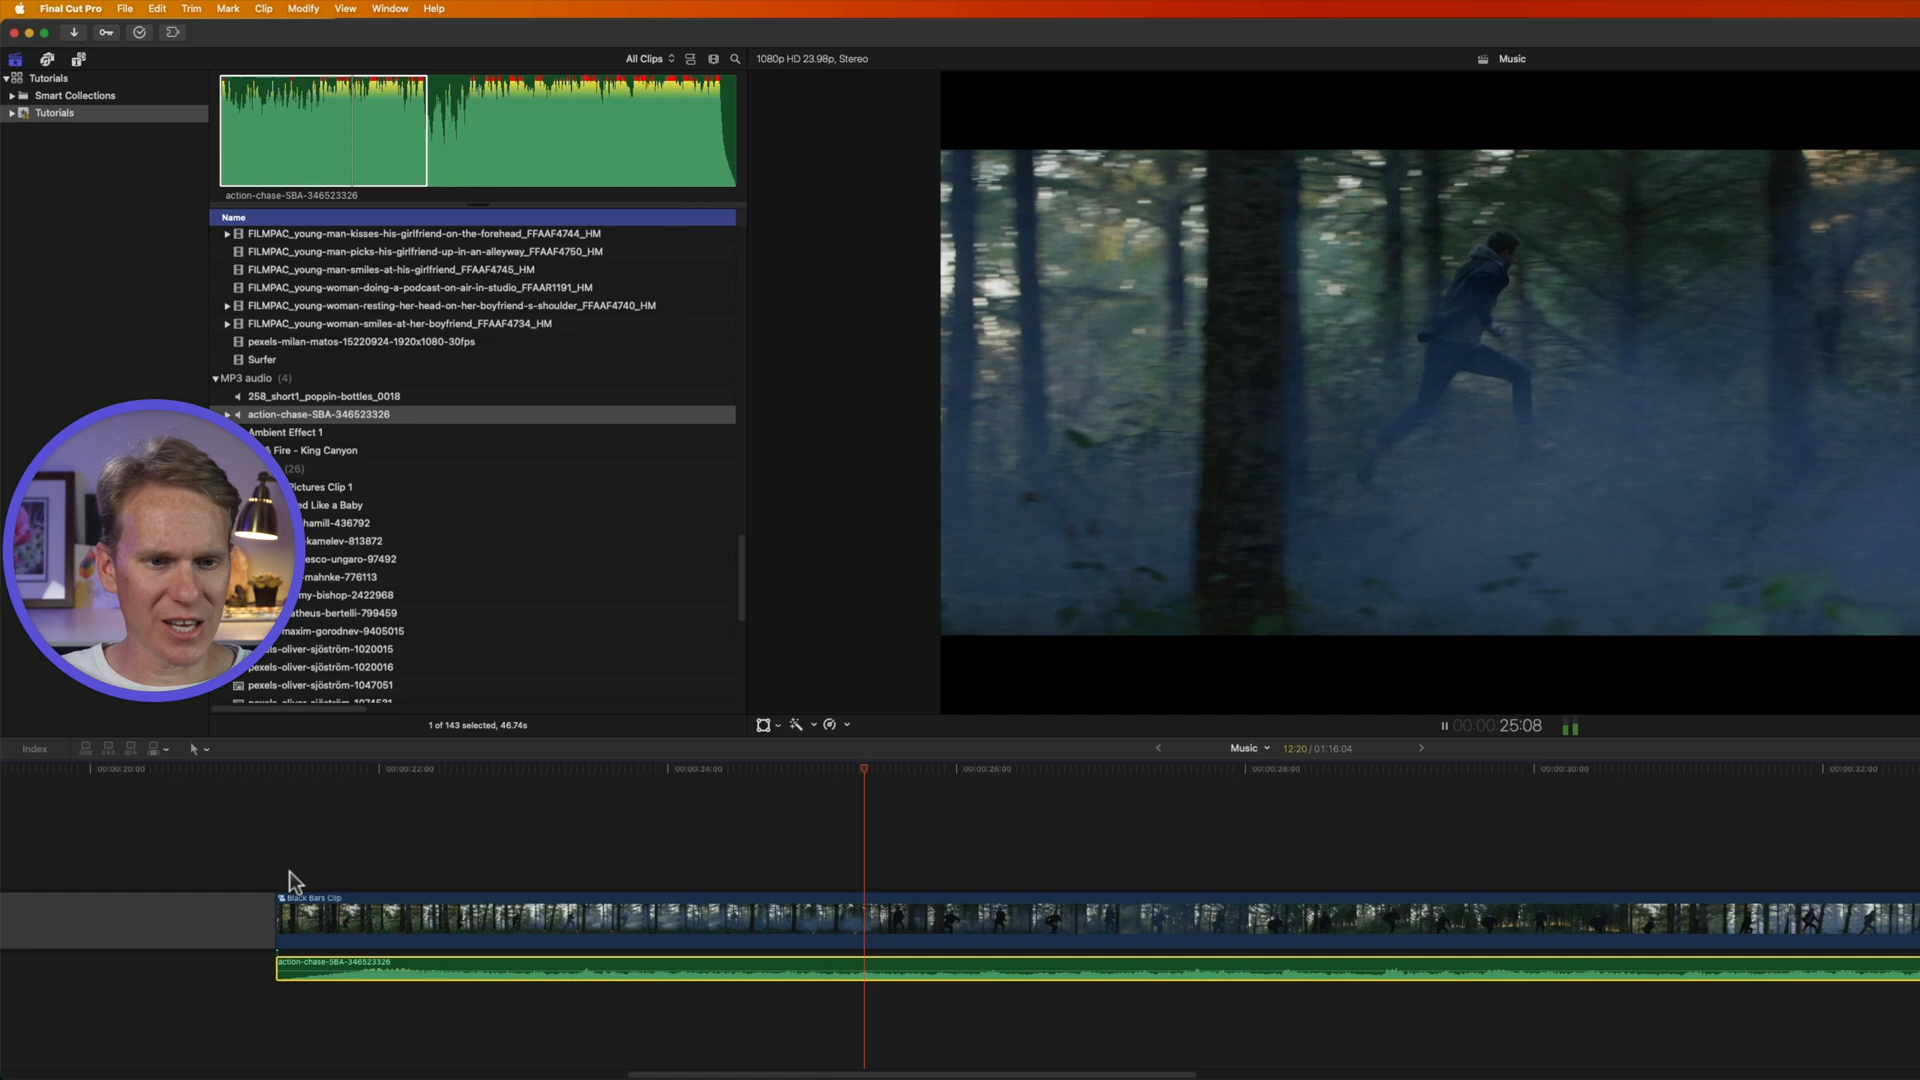 Final Cut Pro File Edit Trim Mark Clip Modify View Window Help
All Clips
1080p HD 23.98p, Stereo
Music
Tutorials
Smart Collections
Tutorials
action-chase-SBA-346523326
Name
FILMPAC_young-man-kisses-his-girlfriend-on-the-forehead_FFAAF4744_HM
FILMPAC_young-man-picks-his-girlfriend-up-in-an-alleyway_FFAAF4750_HM
FILMPAC_young-man-smiles-at-his-girlfriend_FFAAF4745_HM
FILMPAC_young-woman-doing-a-podcast-on-air-in-studio_FFAAR1191_HM
FILMPAC_young-woman-resting-her-head-on-her-boyfriend-s-shoulder_FFAAF4740_HM
FILMPAC_young-woman-smiles-at-her-boyfriend_FFAAF4734_HM
pexels-milan-matos-15220924-1920x1080-30fps
Surfer
MP3 audio (4)
258_short1_poppin-bottles_0018
action-chase-SBA-346523326
Ambient Effect 1
& Fire - King Canyon
(26)
Pictures Clip 1
ed Like a Baby
hamill-436792
kamelev-813872
esco-ungaro-97492
-mahnke-776113
my-bishop-2422968
atheus-bertelli-799459
maxim-gorodnev-9405015
pexels-oliver-sjöström-1020015
pexels-oliver-sjöström-1020016
pexels-oliver-sjöström-1047051
1 of 143 selected, 46.74s
00:00:25:08
Index
Music
12:20 / 01:16:04
00:00:20:00 00:00:22:00 00:00:24:00 00:00:26:00 00:00:28:00 00:00:30:00 00:00:32:00
Black Bars Clip
action-chase-SBA-346523326